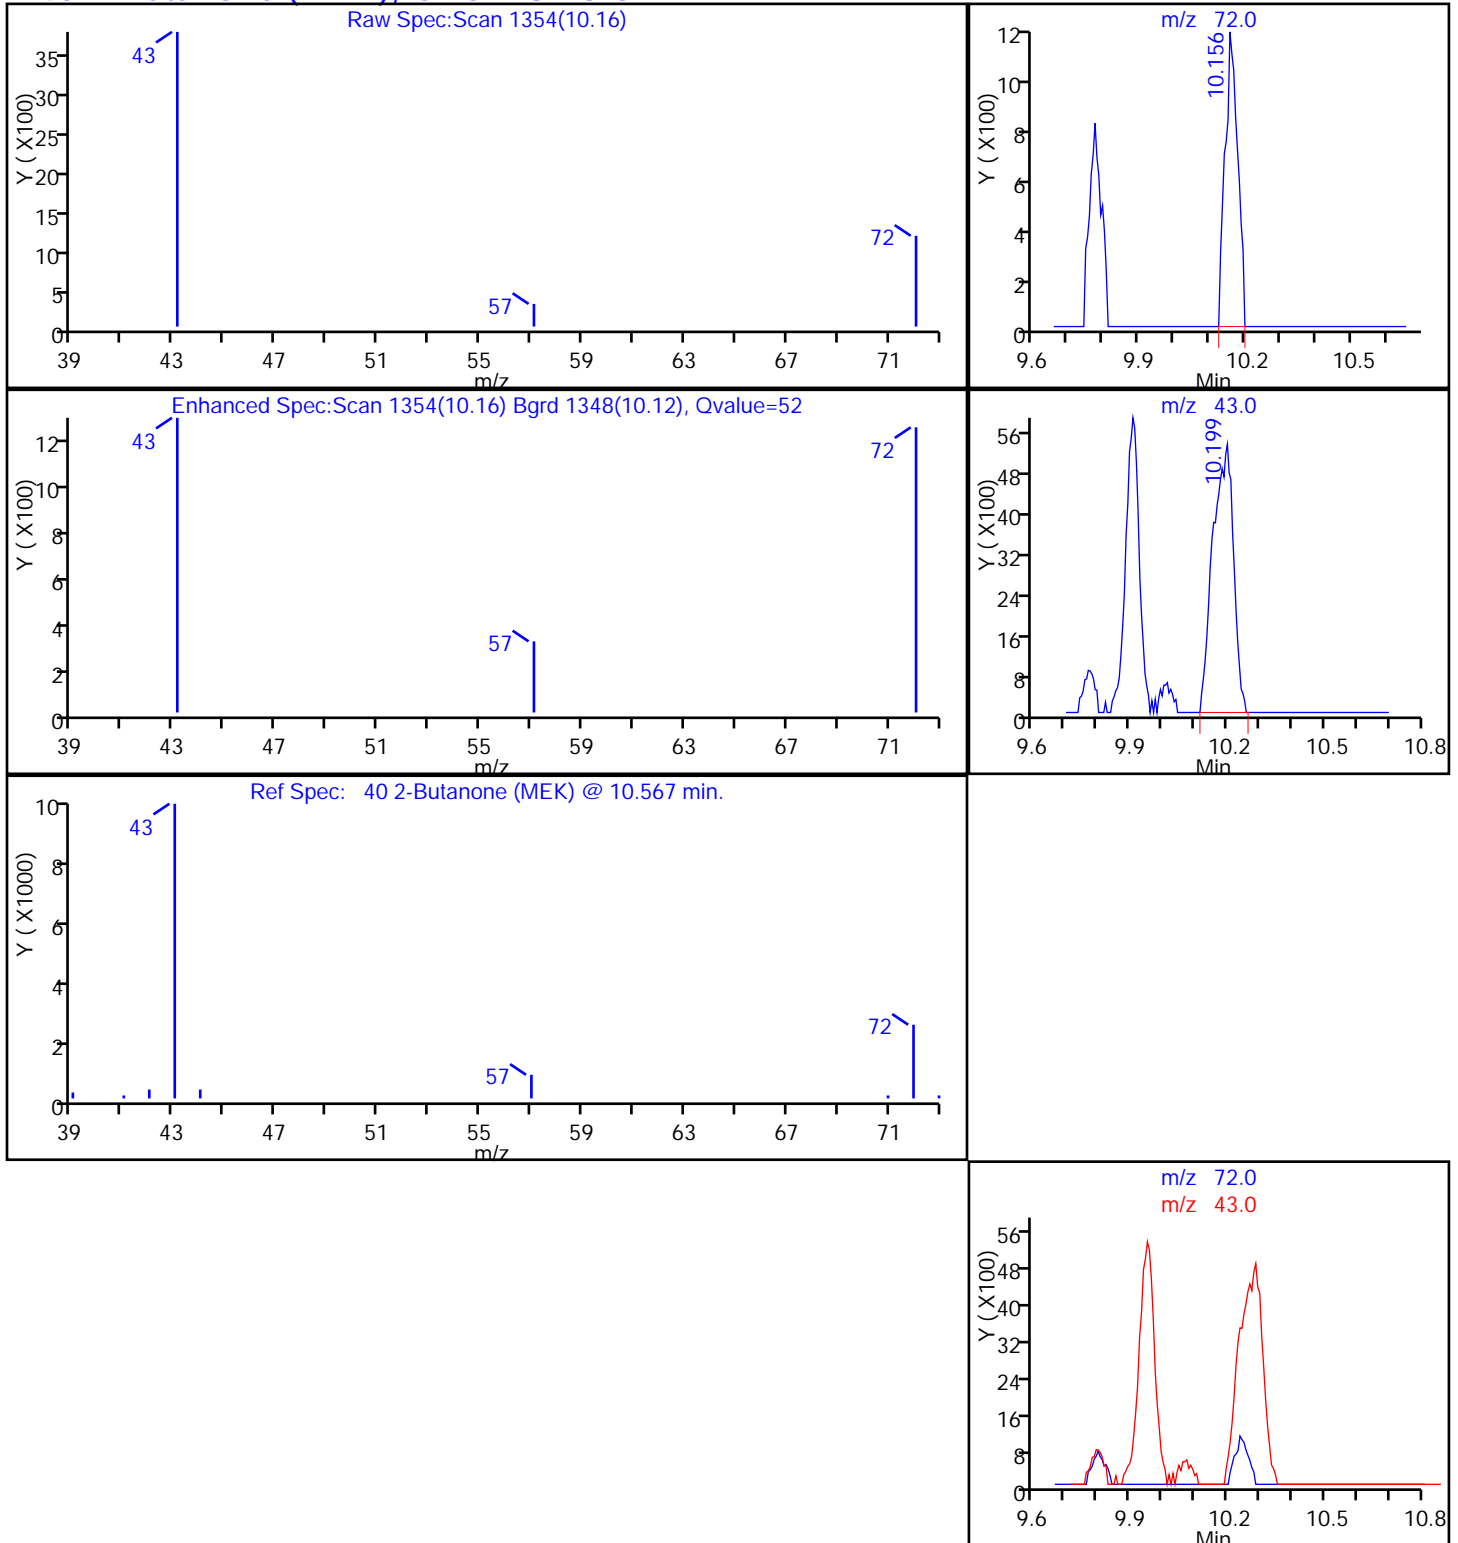 Raw Spec:Scan 1354(10.16)
Y ( X100)
35
30
25
20
15
10
5
0
43
57
72
39 43 47 51 55 59 63 67 71
m/z
m/z 72.0
Y ( X100)
12
10
8
6
4
2
0
10.156
9.6 9.9 10.2 10.5
Min
Enhanced Spec:Scan 1354(10.16) Bgrd 1348(10.12), Qvalue=52
Y ( X100)
12
10
8
6
4
2
0
43
57
72
39 43 47 51 55 59 63 67 71
m/z
m/z 43.0
Y ( X100)
56
48
40
32
24
16
8
0
10.199
9.6 9.9 10.2 10.5 10.8
Min
Ref Spec: 40 2-Butanone (MEK) @ 10.567 min.
Y ( X1000)
10
8
6
4
2
0
43
57
72
39 43 47 51 55 59 63 67 71
m/z
m/z 72.0
m/z 43.0
Y ( X100)
56
48
40
32
24
16
8
0
9.6 9.9 10.2 10.5 10.8
Min